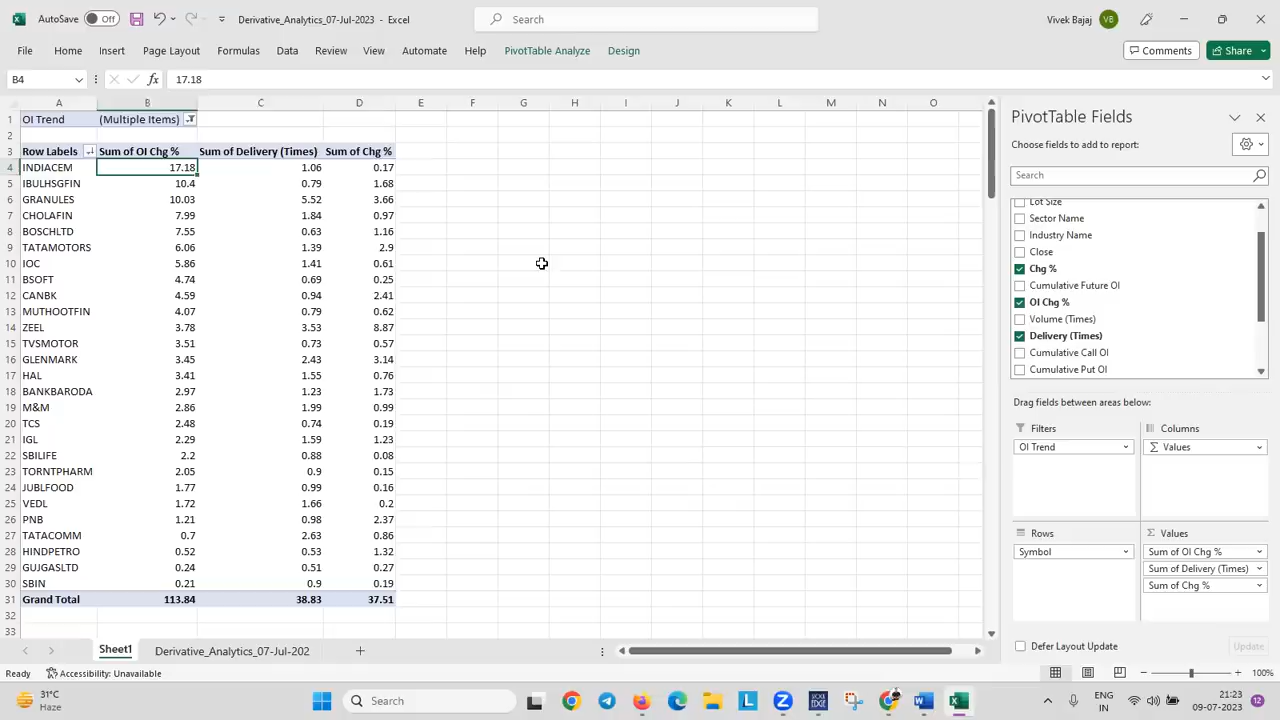 AutoSave Off Derivative_Analytics_07-Jul-2023 - Excel Search Vivek Bajaj VB
File Home Insert Page Layout Formulas Data Review View Automate Help PivotTable Analyze Design Comments Share
B4 fx 17.18
A B C D E F G H I J K L M N O
1 OI Trend (Multiple Items)
2
3 Row Labels Sum of OI Chg % Sum of Delivery (Times) Sum of Chg %
4 INDIACEM 17.18 1.06 0.17
5 IBULHSGFIN 10.4 0.79 1.68
6 GRANULES 10.03 5.52 3.66
7 CHOLAFIN 7.99 1.84 0.97
8 BOSCHLTD 7.55 0.63 1.16
9 TATAMOTORS 6.06 1.39 2.9
10 IOC 5.86 1.41 0.61
11 BSOFT 4.74 0.69 0.25
12 CANBK 4.59 0.94 2.41
13 MUTHOOTFIN 4.07 0.79 0.62
14 ZEEL 3.78 3.53 8.87
15 TVSMOTOR 3.51 0.73 0.57
16 GLENMARK 3.45 2.43 3.14
17 HAL 3.41 1.55 0.76
18 BANKBARODA 2.97 1.23 1.73
19 M&M 2.86 1.99 0.99
20 TCS 2.48 0.74 0.19
21 IGL 2.29 1.59 1.23
22 SBILIFE 2.2 0.88 0.08
23 TORNTPHARM 2.05 0.9 0.15
24 JUBLFOOD 1.77 0.99 0.16
25 VEDL 1.72 1.66 0.2
26 PNB 1.21 0.98 2.37
27 TATACOMM 0.7 2.63 0.86
28 HINDPETRO 0.52 0.53 1.32
29 GUJGASLTD 0.24 0.51 0.27
30 SBIN 0.21 0.9 0.19
31 Grand Total 113.84 38.83 37.51
32
33
PivotTable Fields
Choose fields to add to report:
Search
Lot Size
Sector Name
Industry Name
Close
Chg %
Cumulative Future OI
OI Chg %
Volume (Times)
Delivery (Times)
Cumulative Call OI
Cumulative Put OI
Drag fields between areas below:
Filters Columns
OI Trend Σ Values
Rows Σ Values
Symbol Sum of OI Chg %
Sum of Delivery (Times)
Sum of Chg %
Defer Layout Update Update
Sheet1 Derivative_Analytics_07-Jul-202
Ready Accessibility: Unavailable 100%
31°C
Haze
Search
ENG
IN
21:23
09-07-2023
12